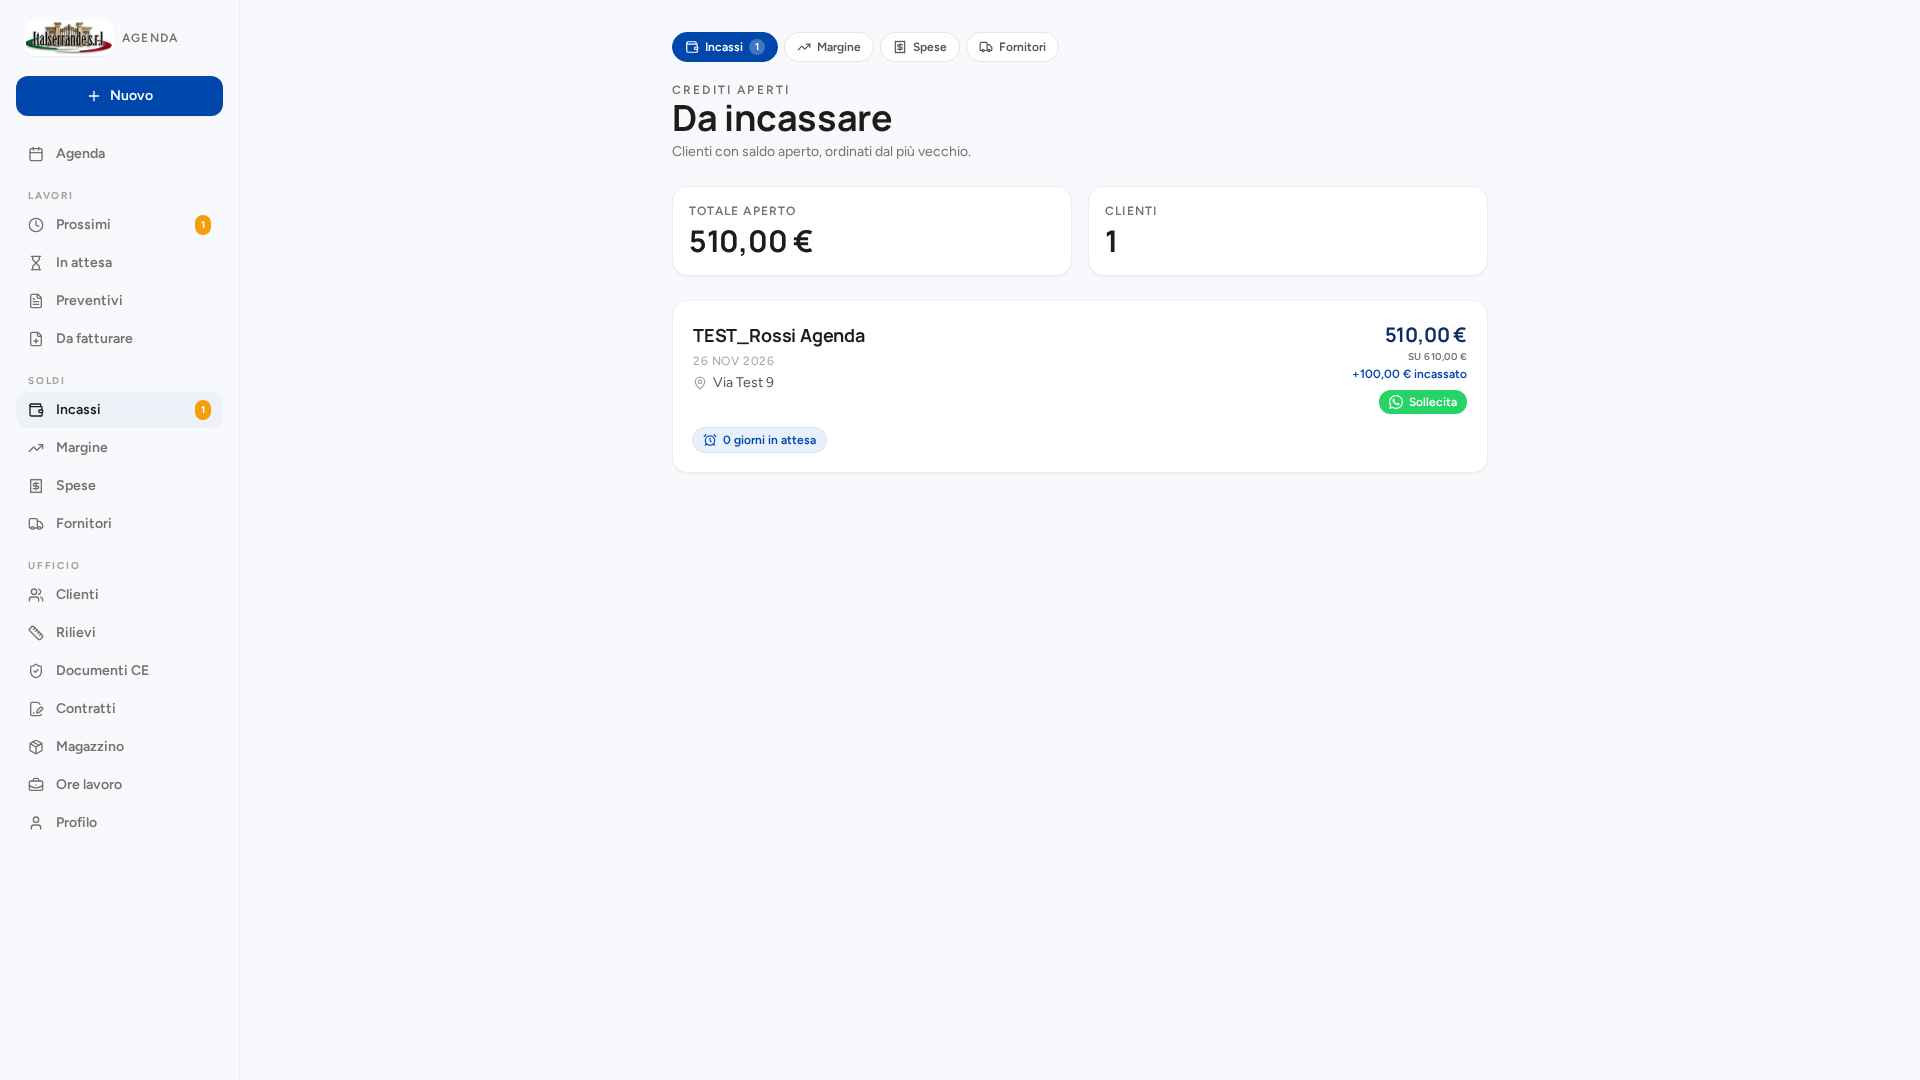 Italserrande s.r.l.
AGENDA
Nuovo
Agenda
LAVORI
Prossimi 1
In attesa
Preventivi
Da fatturare
SOLDI
Incassi 1
Margine
Spese
Fornitori
UFFICIO
Clienti
Rilievi
Documenti CE
Contratti
Magazzino
Ore lavoro
Profilo
Incassi 1 Margine Spese Fornitori
CREDITI APERTI
Da incassare
Clienti con saldo aperto, ordinati dal più vecchio.
TOTALE APERTO
510,00 €
CLIENTI
1
TEST_Rossi Agenda
26 NOV 2026
Via Test 9
510,00 €
SU 610,00 €
+100,00 € incassato
Sollecita
0 giorni in attesa